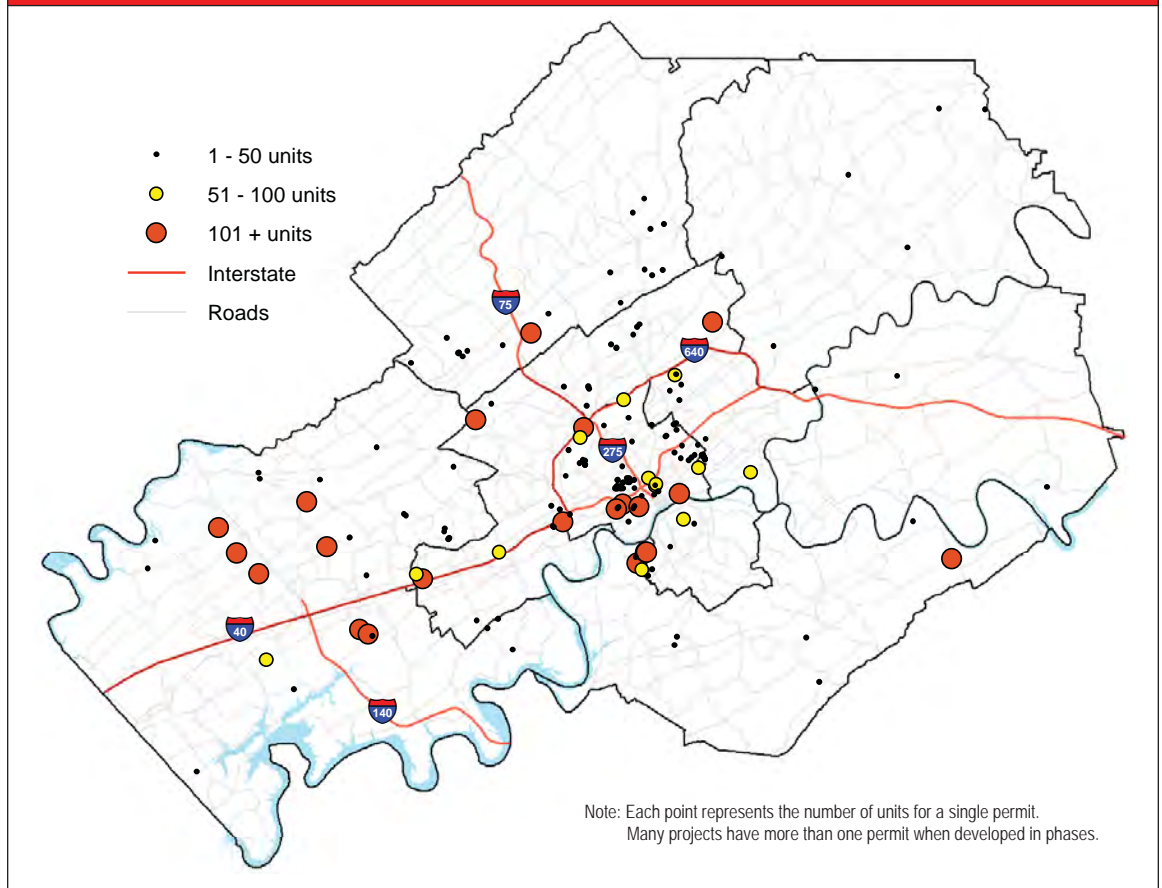 1 - 50 units
51 - 100 units
101 + units
Interstate
Roads
75
640
275
40
140
Note: Each point represents the number of units for a single permit.
Many projects have more than one permit when developed in phases.